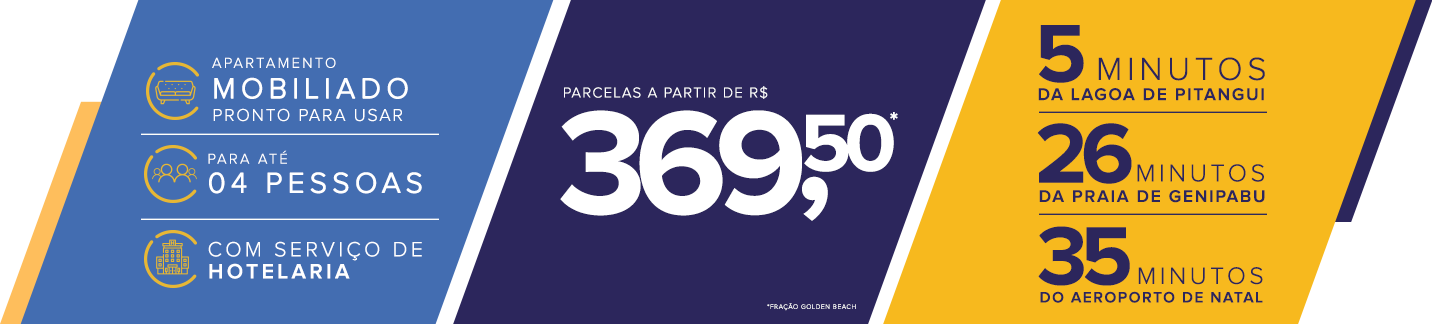 APARTAMENTO
MOBILIADO
PRONTO PARA USAR
PARA ATÉ
04 PESSOAS
COM SERVIÇO DE
HOTELARIA
PARCELAS A PARTIR DE R$
369,50*
*FRAÇÃO GOLDEN BEACH
5 MINUTOS
DA LAGOA DE PITANGUI
26 MINUTOS
DA PRAIA DE GENIPABU
35 MINUTOS
DO AEROPORTO DE NATAL